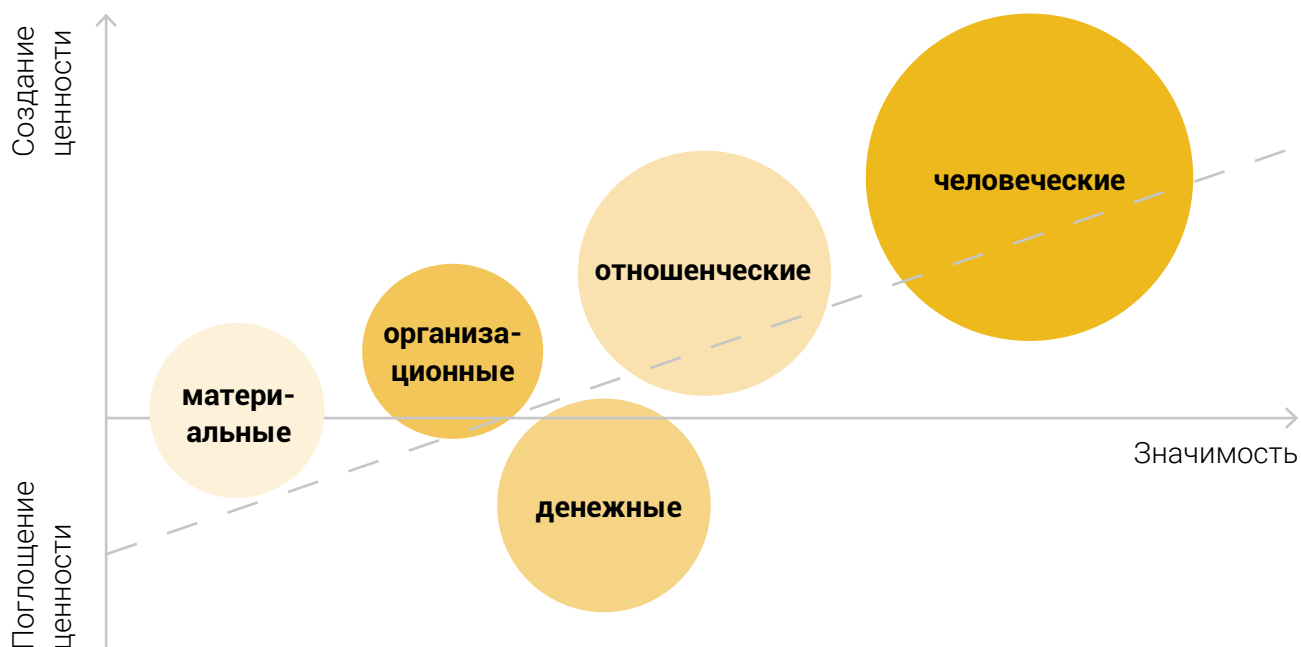 Создание
ценности
человеческие
отношенческие
организа-
ционные
матери-
альные
Значимость
денежные
Поглощение
ценности